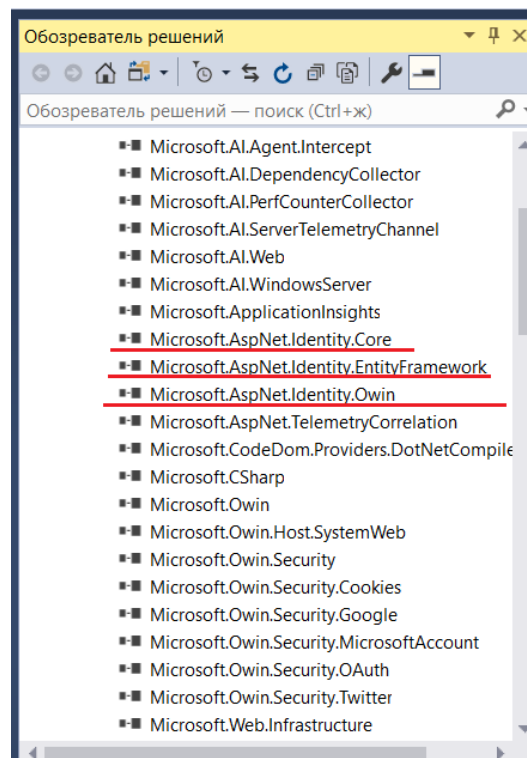 Обозреватель решений
Обозреватель решений — поиск (Ctrl+ж)
Microsoft.AI.Agent.Intercept
Microsoft.AI.DependencyCollector
Microsoft.AI.PerfCounterCollector
Microsoft.AI.ServerTelemetryChannel
Microsoft.AI.Web
Microsoft.AI.WindowsServer
Microsoft.ApplicationInsights
Microsoft.AspNet.Identity.Core
Microsoft.AspNet.Identity.EntityFramework
Microsoft.AspNet.Identity.Owin
Microsoft.AspNet.TelemetryCorrelation
Microsoft.CodeDom.Providers.DotNetCompile
Microsoft.CSharp
Microsoft.Owin
Microsoft.Owin.Host.SystemWeb
Microsoft.Owin.Security
Microsoft.Owin.Security.Cookies
Microsoft.Owin.Security.Google
Microsoft.Owin.Security.MicrosoftAccount
Microsoft.Owin.Security.OAuth
Microsoft.Owin.Security.Twitter
Microsoft.Web.Infrastructure